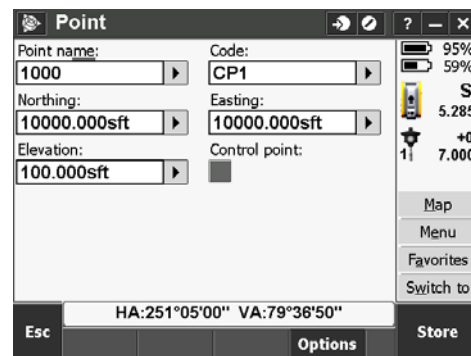 Point
? — X
Point name:
Code:
95%
1000
CP1
59%
Northing:
Easting:
S
10000.000sft
10000.000sft
5.285
Elevation:
Control point:
+0
100.000sft
1
7.000
Map
Menu
Favorites
Switch to
HA:251°05'00" VA:79°36'50"
Esc
Options
Store